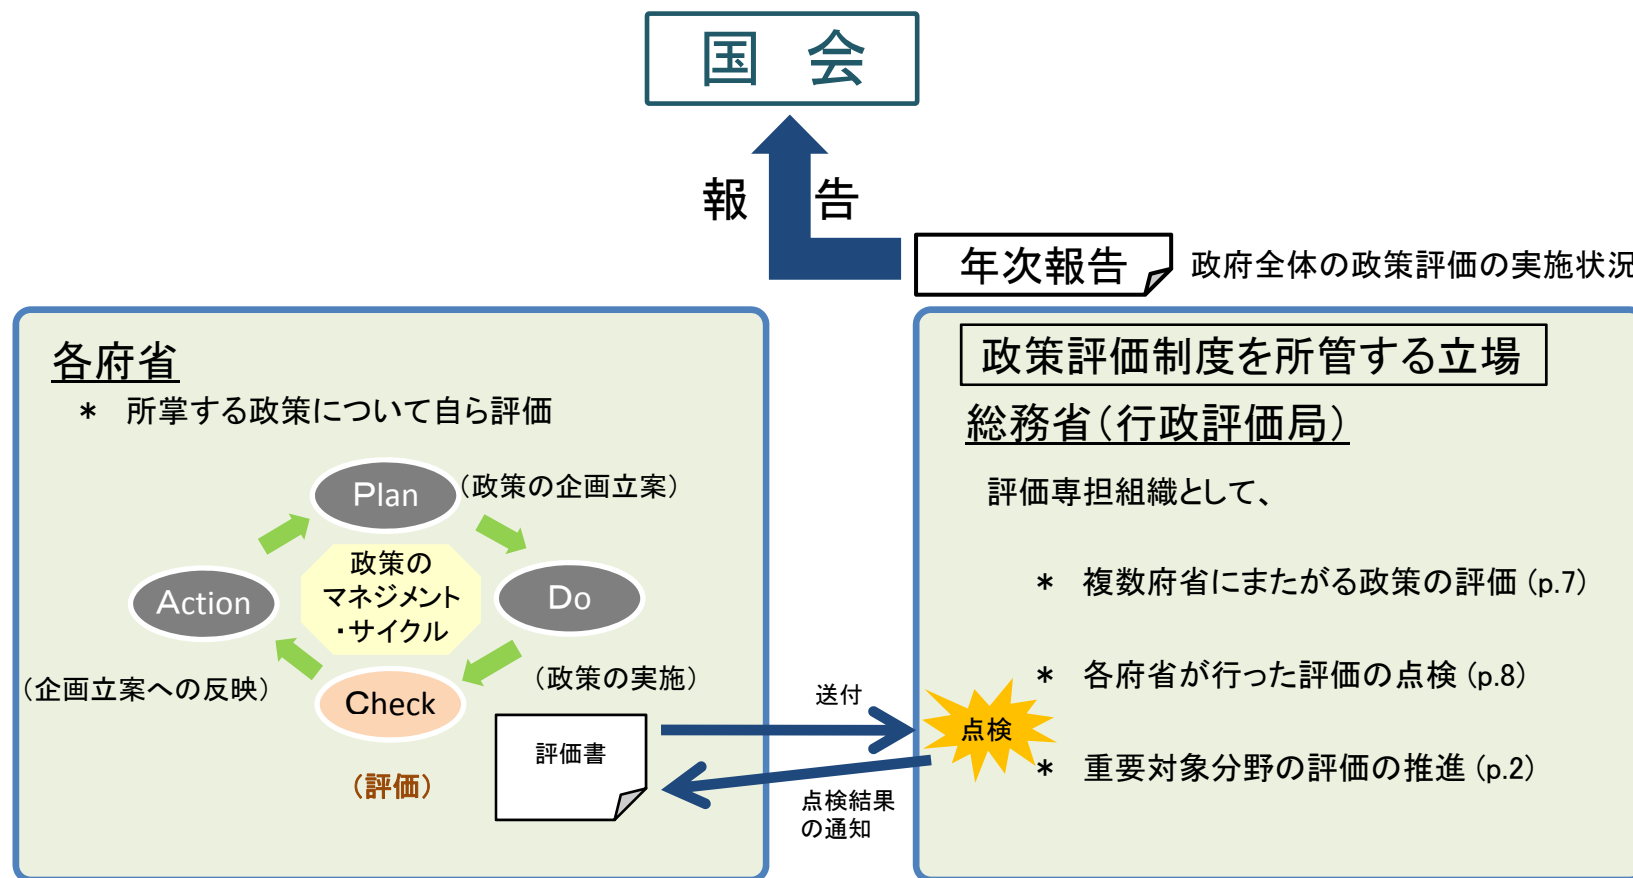 国　会
報　告
年次報告
政府全体の政策評価の実施状況
各府省
*　所掌する政策について自ら評価
Plan
（政策の企画立案）
Action
政策の
マネジメント
・サイクル
Do
（企画立案への反映）
Check
（政策の実施）
（評価）
評価書
送付
点検結果
の通知
点検
政策評価制度を所管する立場
総務省（行政評価局）
評価専担組織として、
*　複数府省にまたがる政策の評価 (p.7)
*　各府省が行った評価の点検 (p.8)
*　重要対象分野の評価の推進 (p.2)